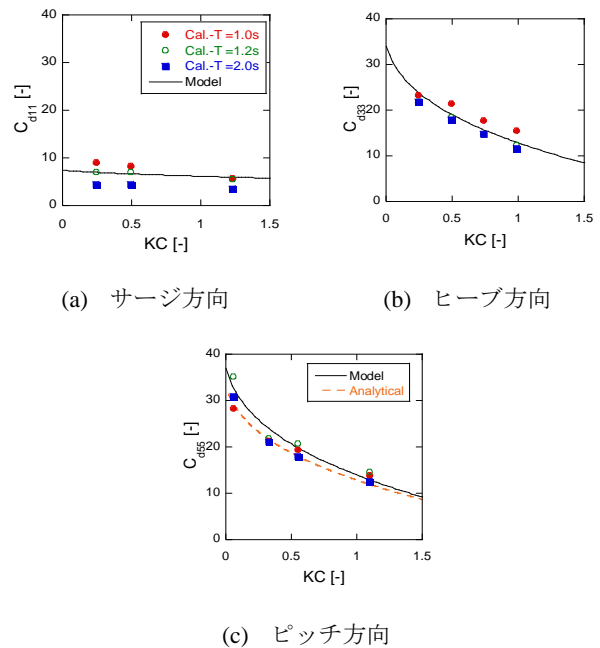 40
30
20
10
0
C_d11 [-]
0 0.5 1 1.5
KC [-]
Cal.-T =1.0s
Cal.-T =1.2s
Cal.-T =2.0s
Model
(a) サージ方向
40
30
20
10
0
C_d33 [-]
0 0.5 1 1.5
KC [-]
(b) ヒーブ方向
40
30
20
10
0
C_d55 [-]
0 0.5 1 1.5
KC [-]
Model
Analytical
(c) ピッチ方向